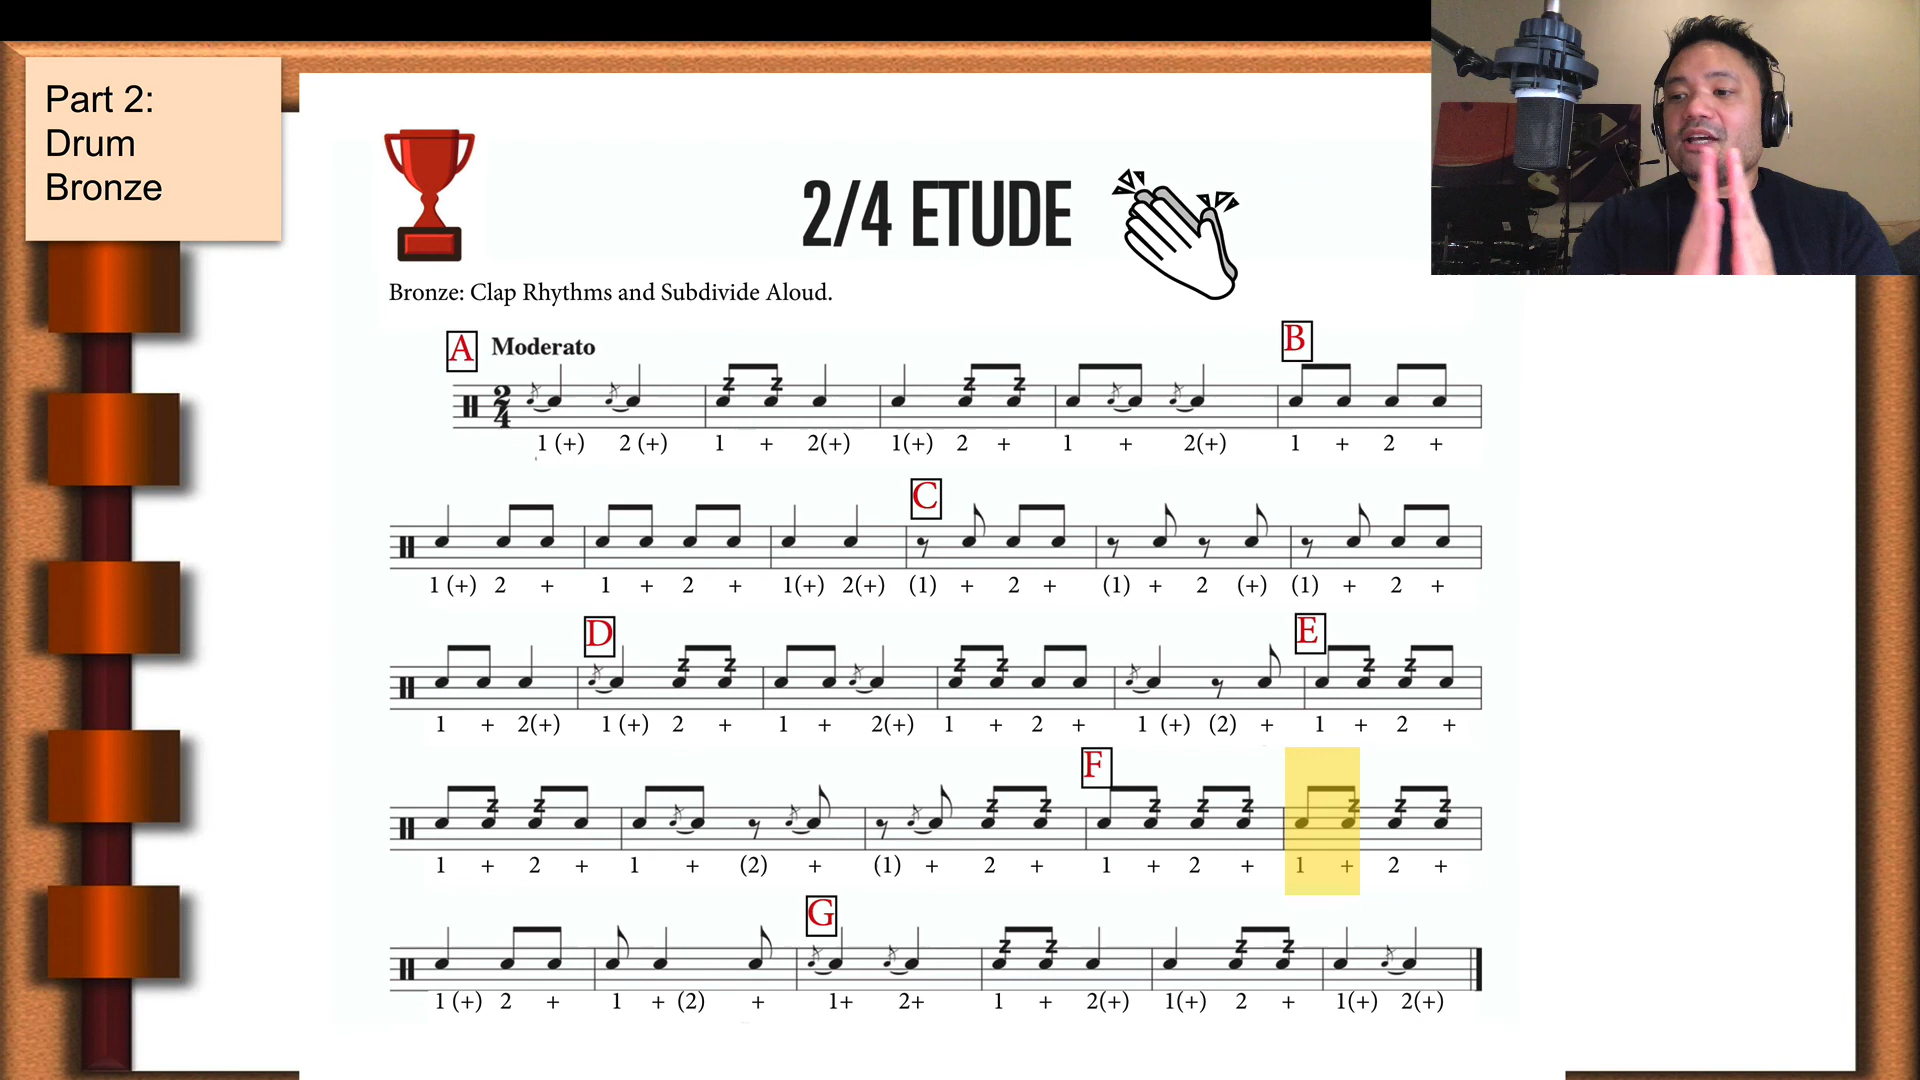 Part 2:
Drum
Bronze
2/4 ETUDE
Bronze: Clap Rhythms and Subdivide Aloud.
A Moderato B
2
4
z z z z
1 (+) 2 (+) 1 + 2(+) 1(+) 2 + 1 + 2(+) 1 + 2 +
C
1 (+) 2 + 1 + 2 + 1(+) 2(+) (1) + 2 + (1) + 2 (+) (1) + 2 +
D E
z z z z z z
1 + 2(+) 1 (+) 2 + 1 + 2(+) 1 + 2 + 1 (+) (2) + 1 + 2 +
F
z z z z z z z z z z
1 + 2 + 1 + (2) + (1) + 2 + 1 + 2 + 1 + 2 +
G
z z z z
1 (+) 2 + 1 + (2) + 1+ 2+ 1 + 2(+) 1(+) 2 + 1(+) 2(+)